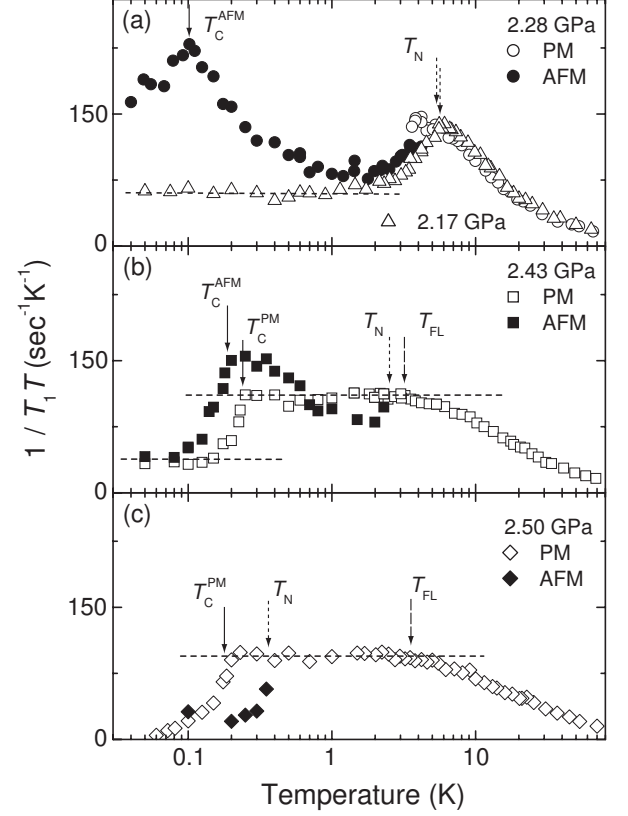 (a)
T_C^AFM
2.28 GPa
PM
AFM
T_N
150
2.17 GPa
0
(b)
2.43 GPa
PM
AFM
T_C^AFM
T_C^PM
T_N
T_FL
150
0
(c)
2.50 GPa
PM
AFM
T_C^PM
T_N
T_FL
150
0
0.1
1
10
1 / T_1 T (sec^-1 K^-1)
Temperature (K)